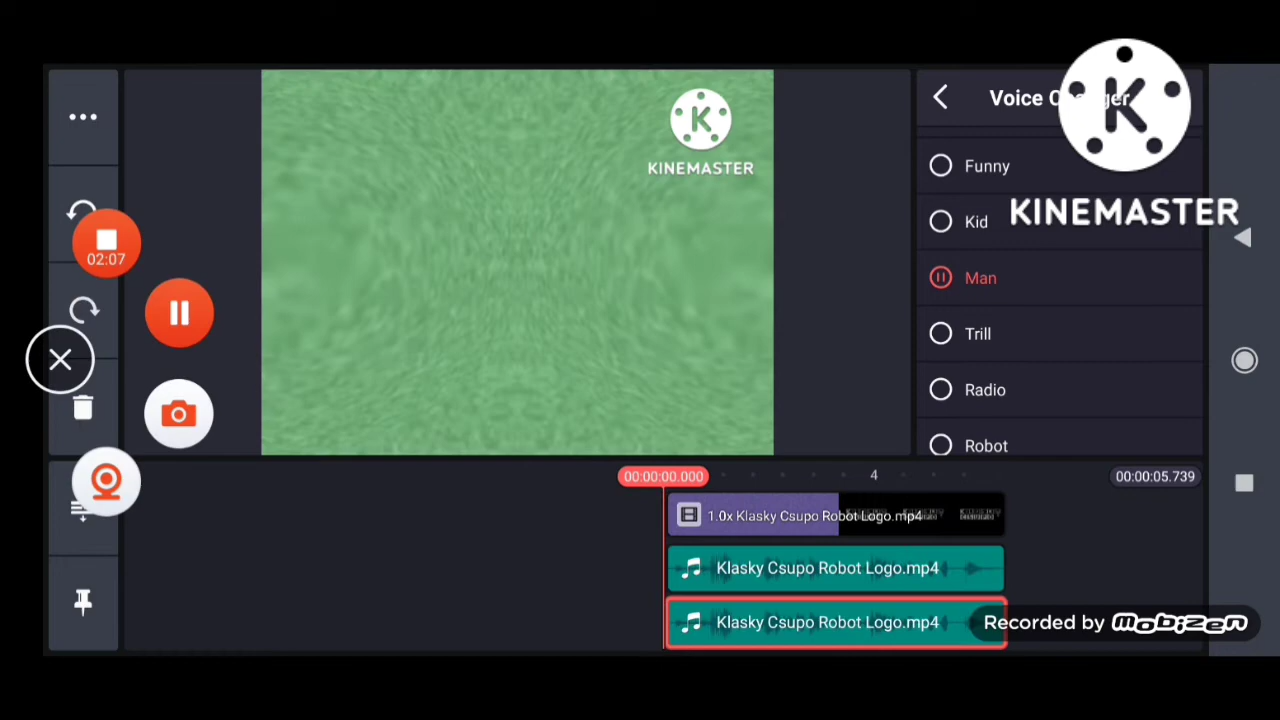 Voice Changer
K
KINEMASTER
K
KINEMASTER
Funny
Kid
Man
Trill
Radio
Robot
02:07
00:00:00.000
4
00:00:05.739
1.0x Klasky Csupo Robot Logo.mp4
Klasky Csupo Robot Logo.mp4
Klasky Csupo Robot Logo.mp4
Recorded by mobizen